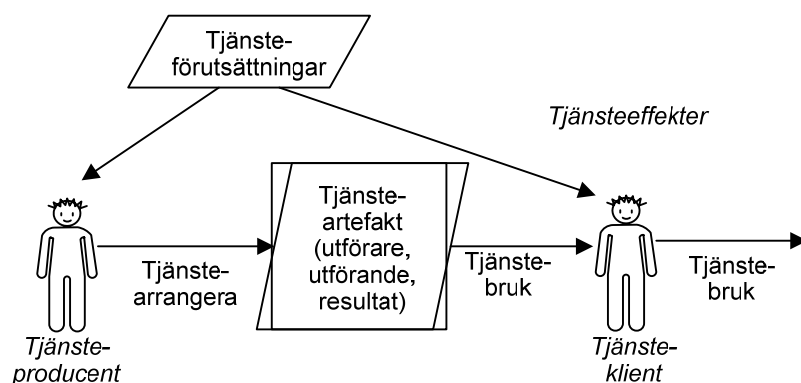 Tjänste-
förutsättningar
Tjänsteeffekter
Tjänste-
artefakt
(utförare,
utförande,
resultat)
Tjänste-
arrangera
Tjänste-
bruk
Tjänste-
bruk
Tjänste-
producent
Tjänste-
klient